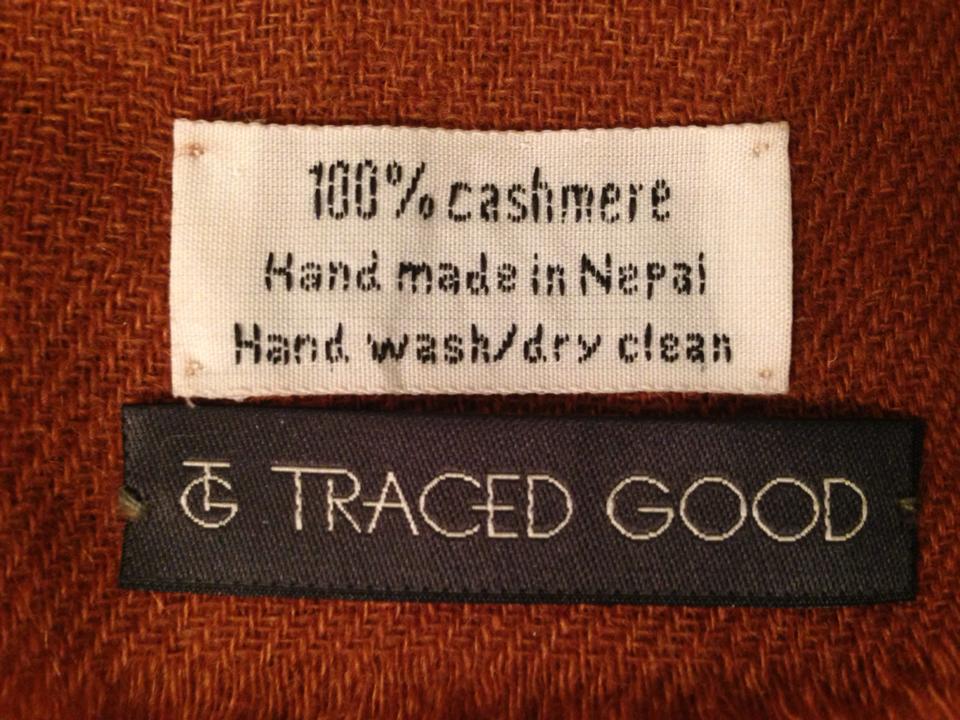 100% cashmere
Hand made in Nepal
Hand wash/dry clean
TG TRACED GOOD